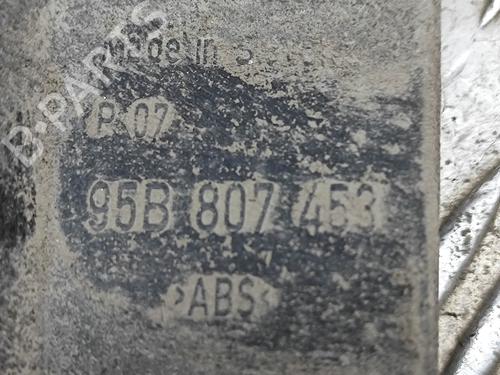 B-PARTS
made in S
P 07
95B 807 453
>ABS<